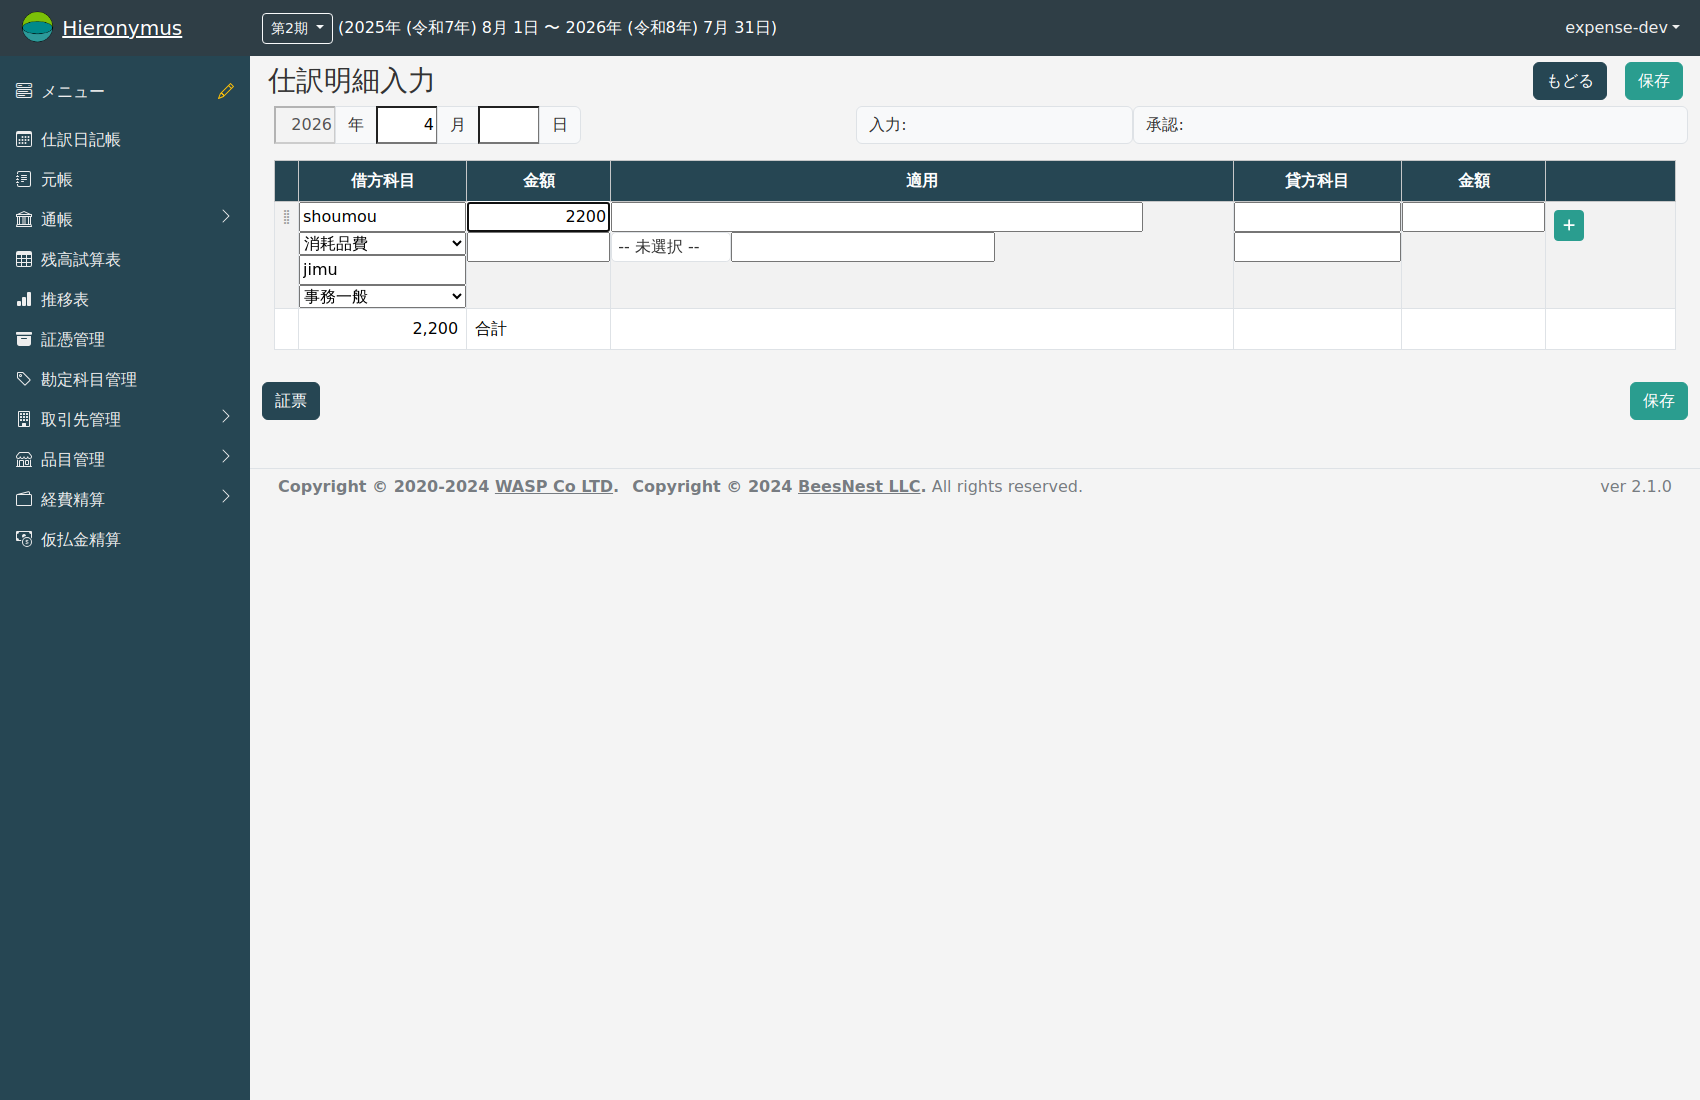 Hieronymus
第2期 (2025年 (令和7年) 8月 1日 〜 2026年 (令和8年) 7月 31日)
expense-dev
メニュー
仕訳日記帳
元帳
通帳
残高試算表
推移表
証憑管理
勘定科目管理
取引先管理
品目管理
経費精算
仮払金精算
仕訳明細入力
もどる
保存
2026 年 4 月 日
入力:
承認:
借方科目 金額 適用 貸方科目 金額
shoumou 2200
消耗品費 -- 未選択 --
jimu
事務一般
2,200 合計
証票
保存
Copyright © 2020-2024 WASP Co LTD. Copyright © 2024 BeesNest LLC. All rights reserved.
ver 2.1.0